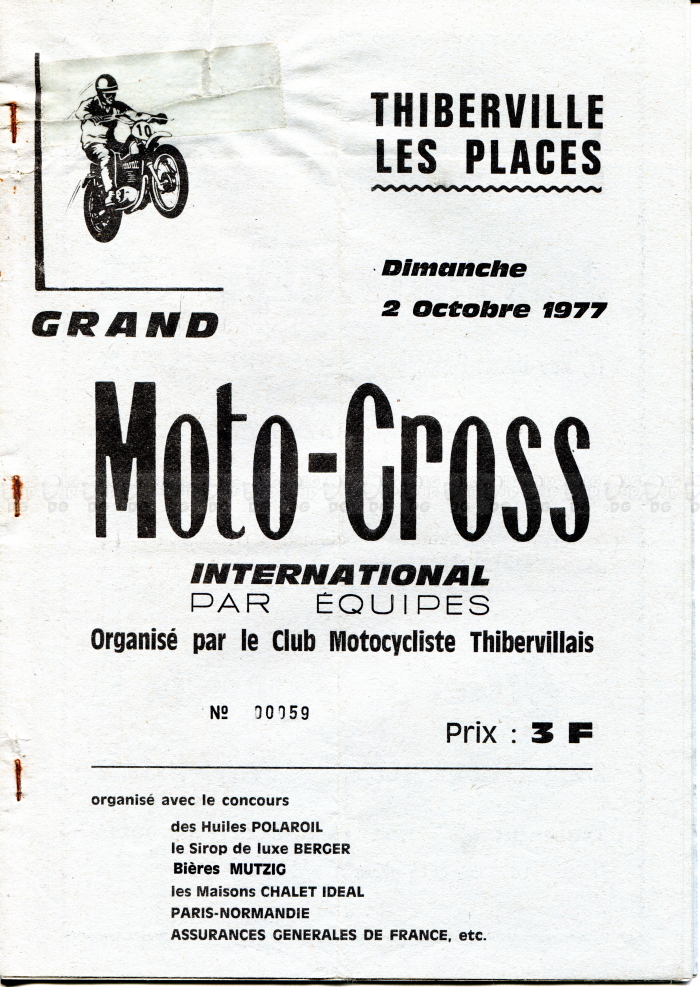 10
THIBERVILLE
LES PLACES
Dimanche
2 Octobre 1977
GRAND
Moto-Cross
INTERNATIONAL
PAR ÉQUIPES
Organisé par le Club Motocycliste Thibervillais
Nº 00059
Prix : 3 F
organisé avec le concours
des Huiles POLAROIL
le Sirop de luxe BERGER
Bières MUTZIG
les Maisons CHALET IDEAL
PARIS-NORMANDIE
ASSURANCES GENERALES DE FRANCE, etc.